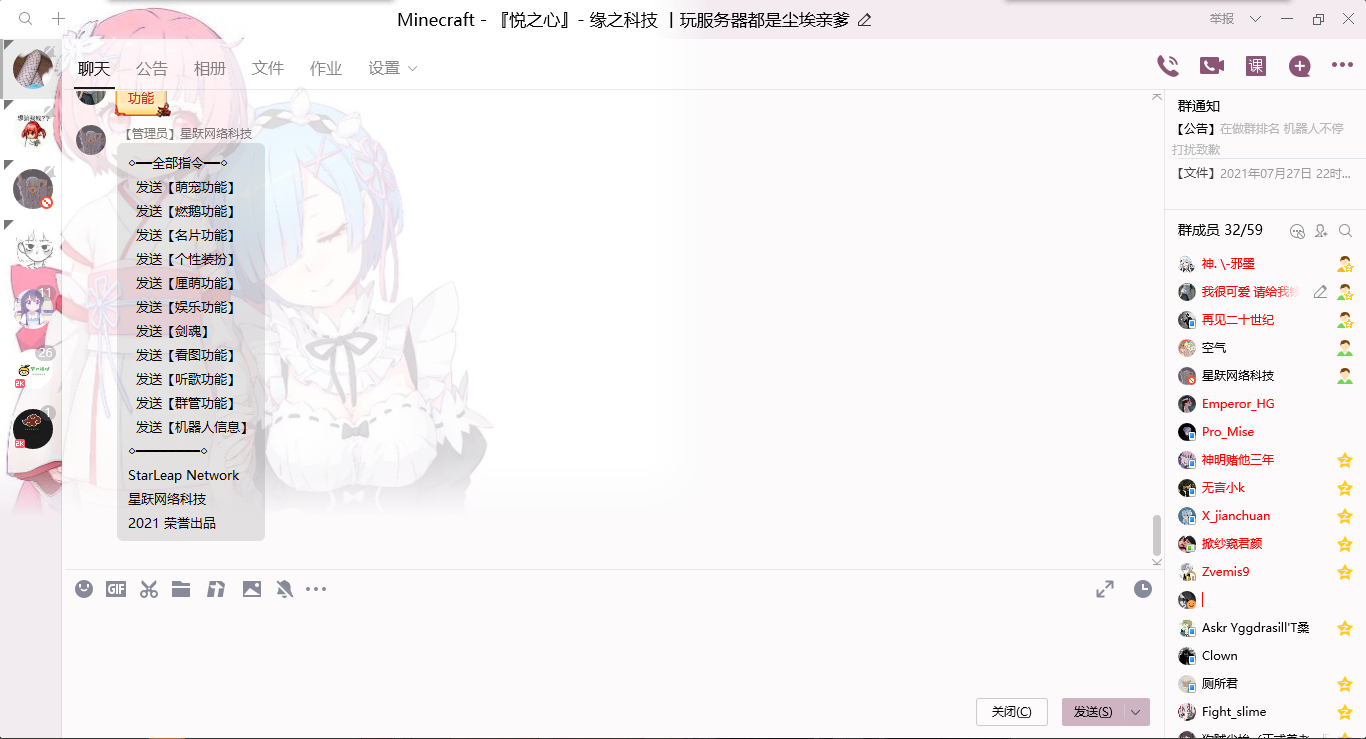 Minecraft - 『悦之心』- 缘之科技 丨玩服务器都是尘埃亲爹
举报
聊天 公告 相册 文件 作业 设置
课
功能
【管理员】星跃网络科技
全部指令
发送【萌宠功能】
发送【燃鹅功能】
发送【名片功能】
发送【个性装扮】
发送【厘萌功能】
发送【娱乐功能】
发送【剑魂】
发送【看图功能】
发送【听歌功能】
发送【群管功能】
发送【机器人信息】
StarLeap Network
星跃网络科技
2021 荣誉出品
11
26
2K
1
2K
GIF
关闭(C)
发送(S)
群通知
【公告】在做群排名 机器人不停
打扰致歉
【文件】2021年07月27日 22时...
群成员 32/59
神. \-邪墨
我很可爱 请给我
再见二十世纪
空气
星跃网络科技
Emperor_HG
Pro_Mise
神明赌他三年
无言小k
X_jianchuan
掀纱窥君颜
Zvemis9
|
Askr Yggdrasill'T桑
Clown
厕所君
Fight_slime